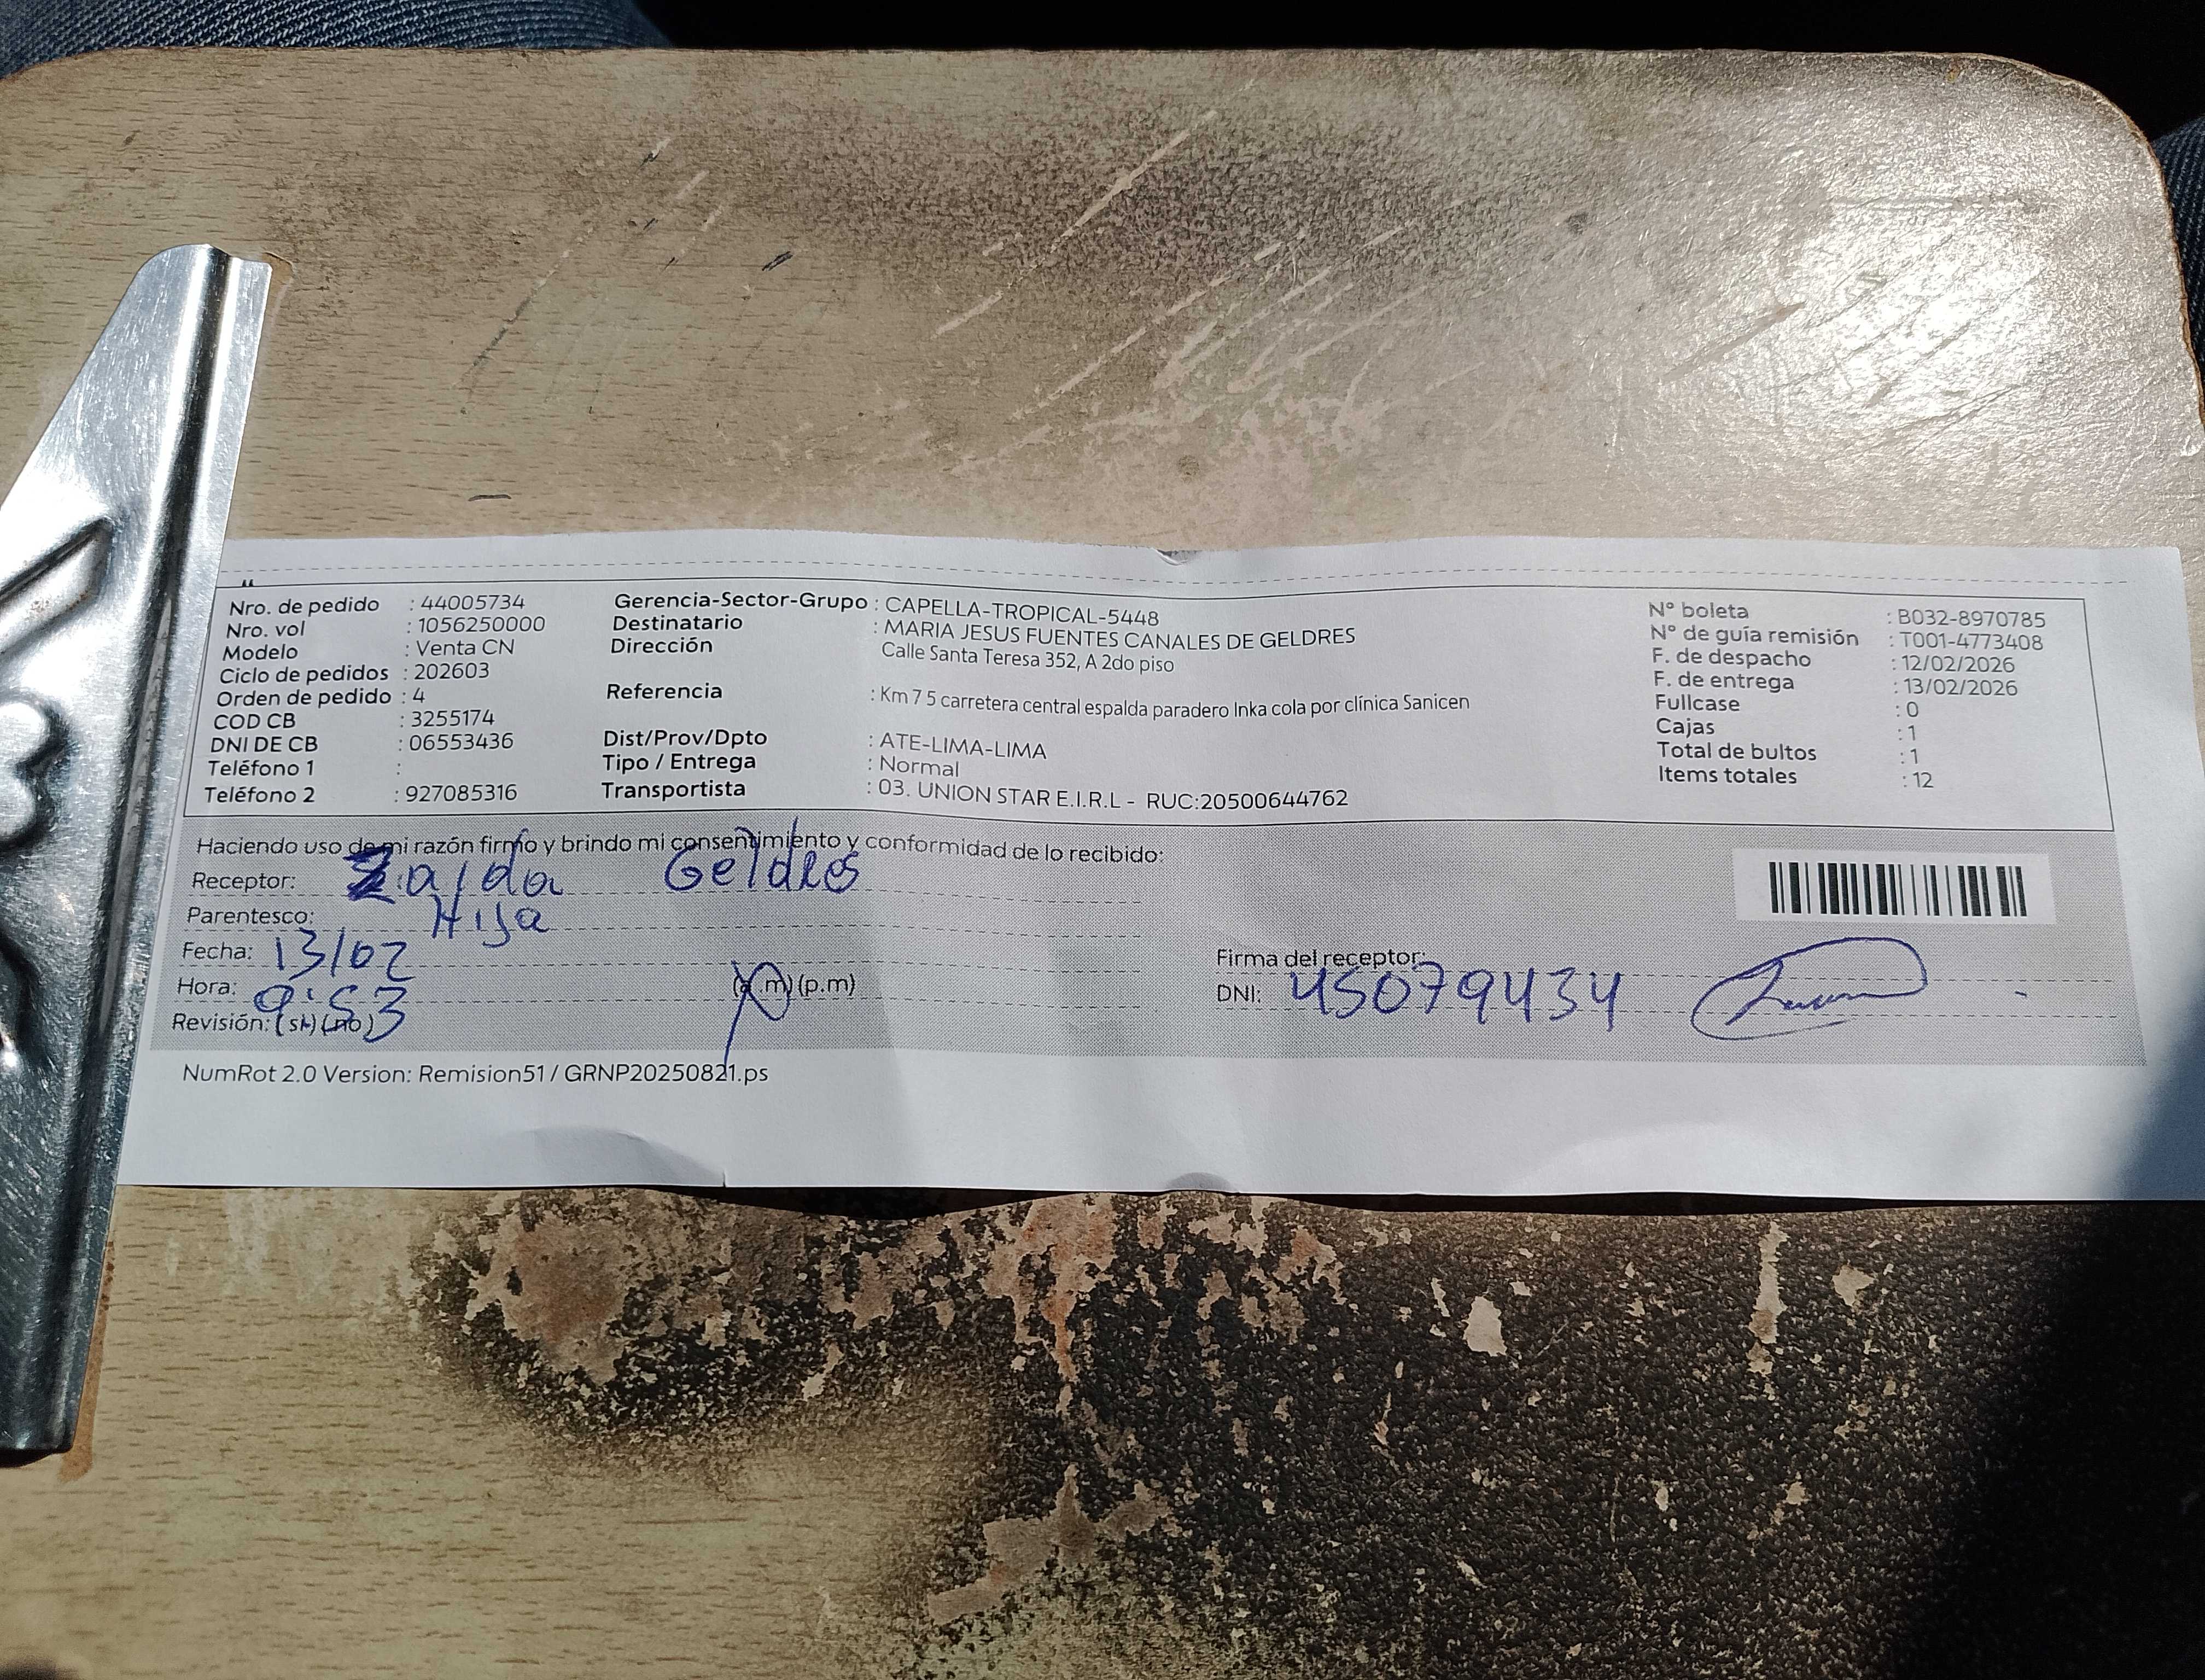 Nro. de pedido : 44005734
Nro. vol : 1056250000
Modelo : Venta CN
Ciclo de pedidos : 202603
Orden de pedido : 4
COD CB : 3255174
DNI DE CB : 06553436
Teléfono 1 :
Teléfono 2 : 927085316
Gerencia-Sector-Grupo : CAPELLA-TROPICAL-5448
Destinatario : MARIA JESUS FUENTES CANALES DE GELDRES
Dirección Calle Santa Teresa 352, A 2do piso
Referencia : Km 7 5 carretera central espalda paradero Inka cola por clínica Sanicen
Dist/Prov/Dpto : ATE-LIMA-LIMA
Tipo / Entrega : Normal
Transportista : 03. UNION STAR E.I.R.L - RUC:20500644762
N° boleta : B032-8970785
N° de guía remisión : T001-4773408
F. de despacho : 12/02/2026
F. de entrega : 13/02/2026
Fullcase : 0
Cajas : 1
Total de bultos : 1
Items totales : 12
Haciendo uso de mi razón firmo y brindo mi consentimiento y conformidad de lo recibido:
Receptor: Zaida Geldres
Parentesco: Hija
Fecha: 13/02
Hora: 9:53 (a.m) (p.m)
Revisión: (si) (no)
Firma del receptor:
DNI: 45079434
NumRot 2.0 Version: Remision51 / GRNP20250821.ps